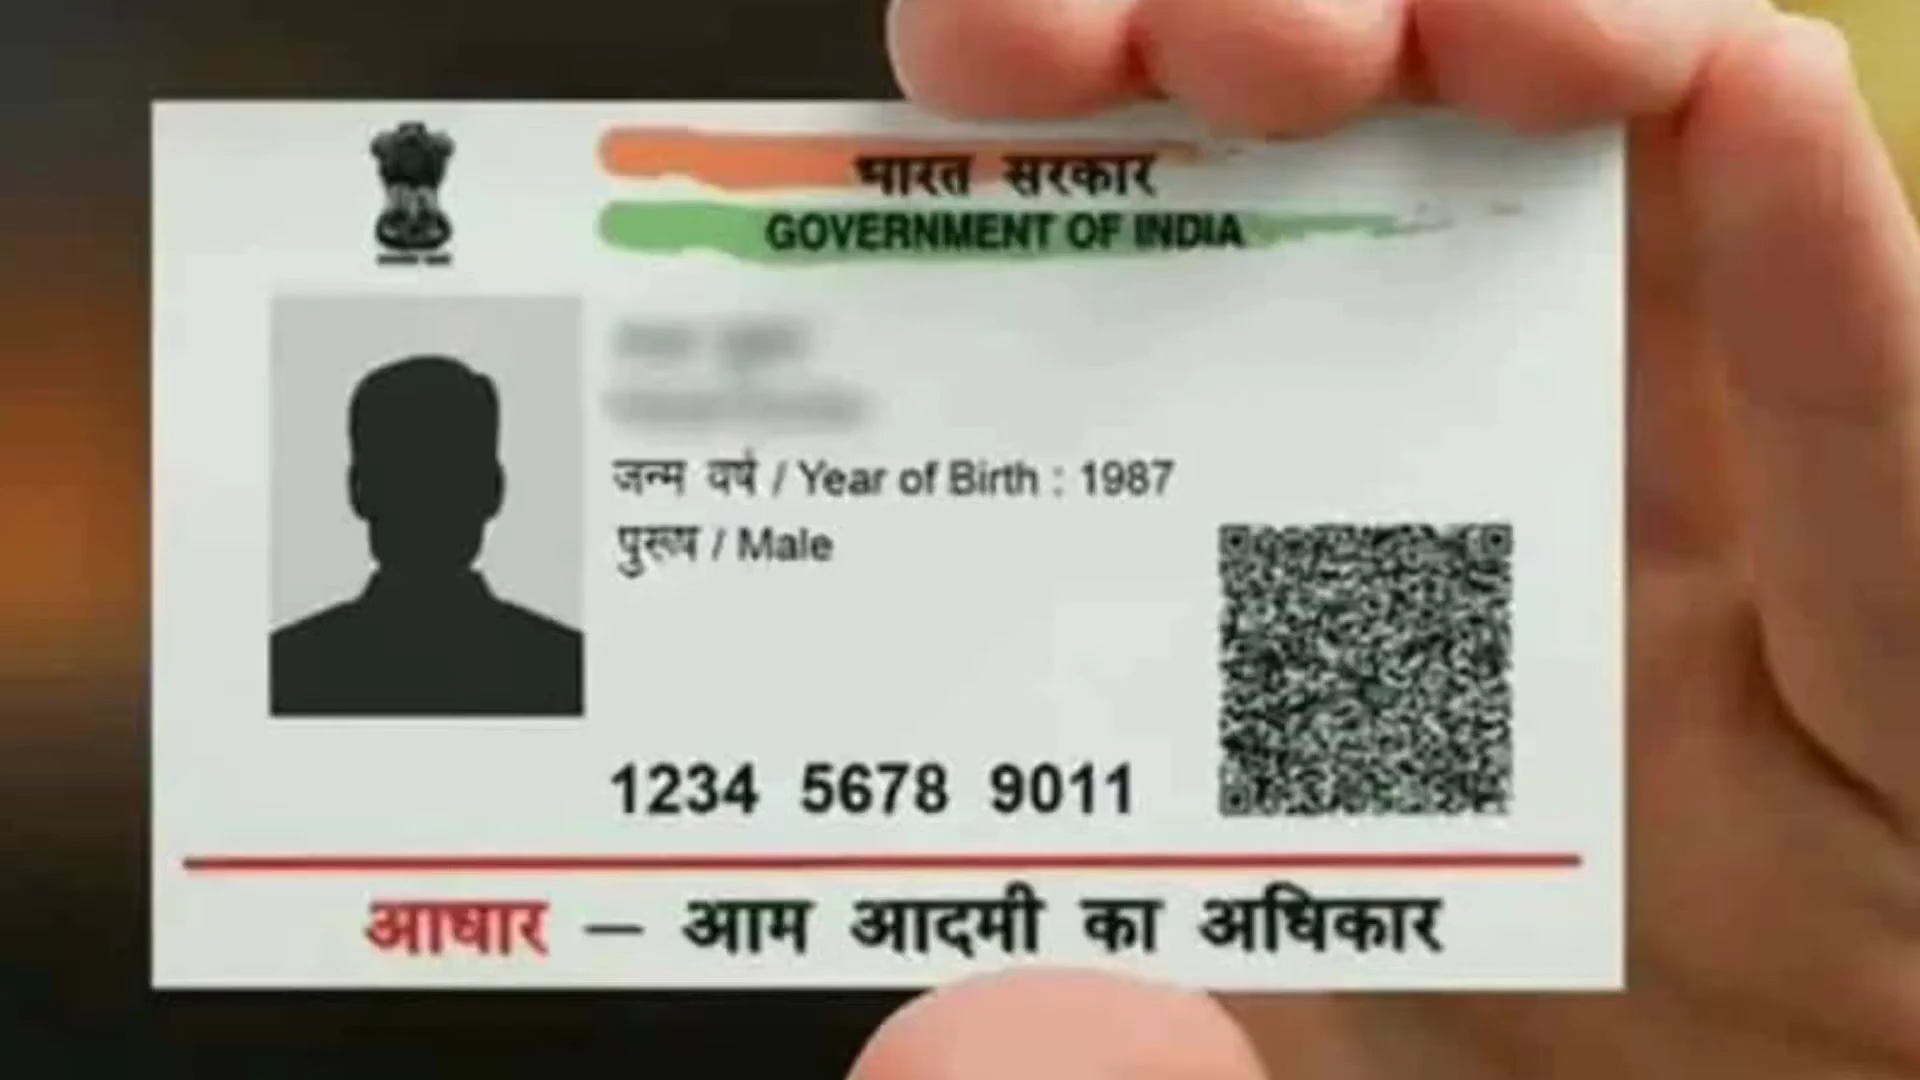 भारत सरकार
GOVERNMENT OF INDIA
जन्म वर्ष / Year of Birth : 1987
पुरूष / Male
1234 5678 9011
आधार – आम आदमी का अधिकार